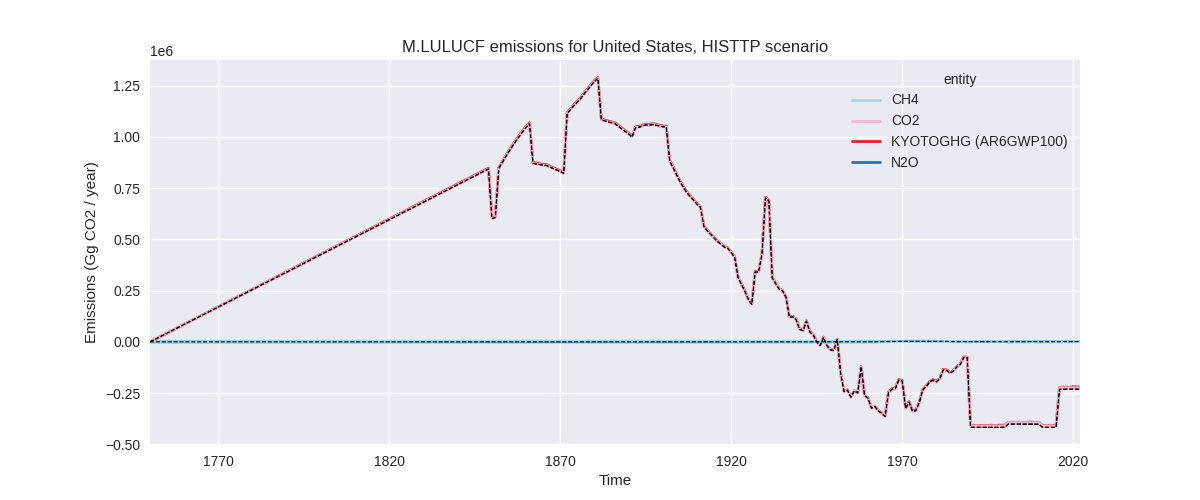 M.LULUCF emissions for United States, HISTTP scenario
1e6
1.25
1.00
0.75
0.50
0.25
0.00
−0.25
−0.50
Emissions (Gg CO2 / year)
entity
CH4
CO2
KYOTOGHG (AR6GWP100)
N2O
1770
1820
1870
1920
1970
2020
Time